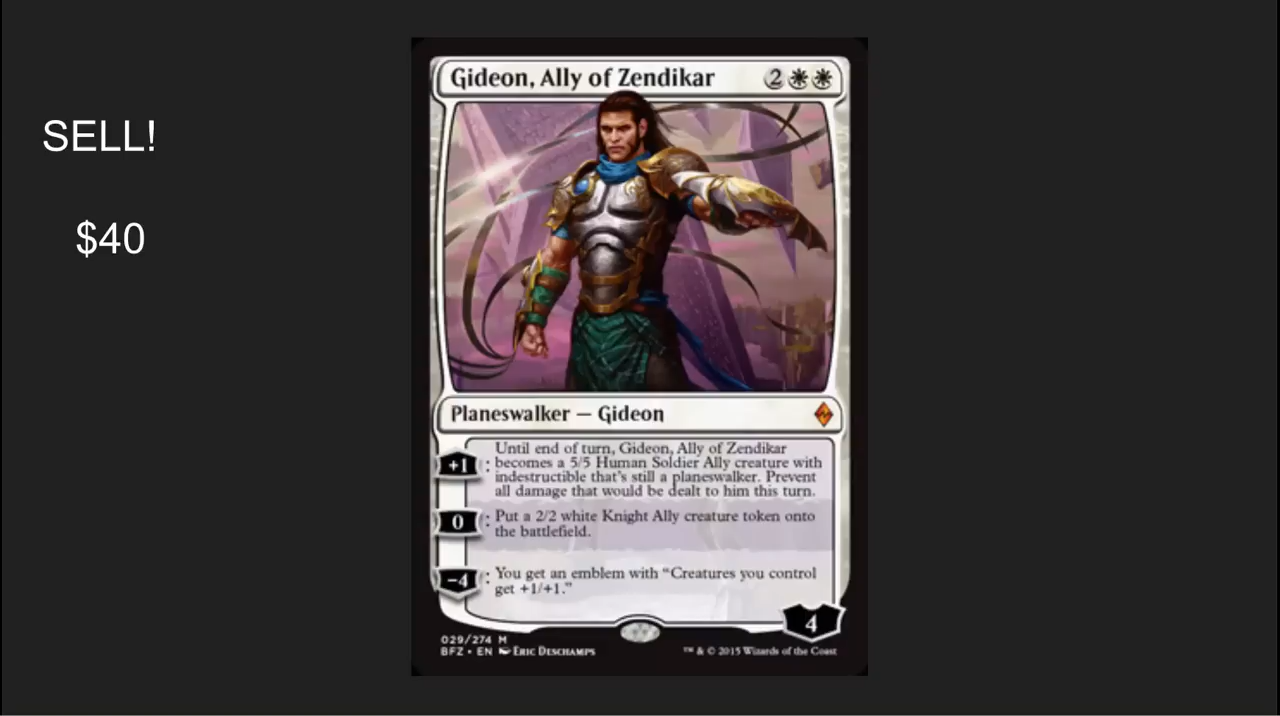 SELL!
$40
Gideon, Ally of Zendikar
2
Planeswalker — Gideon
+1 : Until end of turn, Gideon, Ally of Zendikar
becomes a 5/5 Human Soldier Ally creature with
indestructible that's still a planeswalker. Prevent
all damage that would be dealt to him this turn.
0 : Put a 2/2 white Knight Ally creature token onto
the battlefield.
-4 : You get an emblem with “Creatures you control
get +1/+1.”
4
029/274 M
BFZ • EN Eric Deschamps
™ & © 2015 Wizards of the Coast